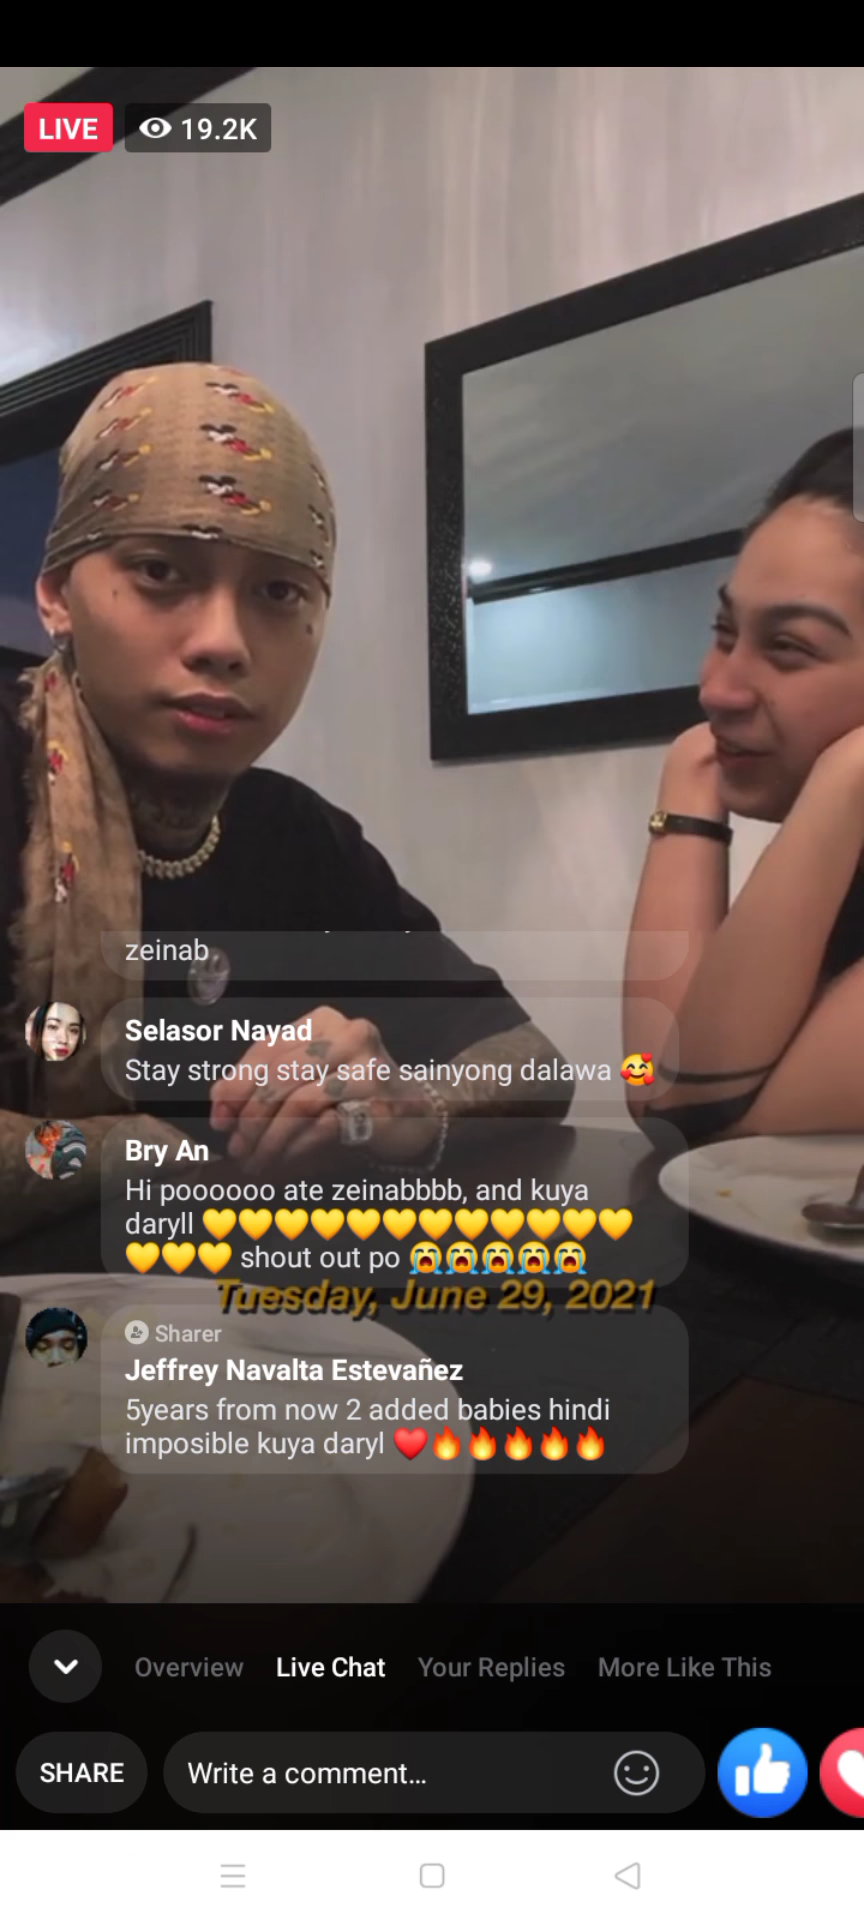 LIVE 19.2K
zeinab
Selasor Nayad
Stay strong stay safe sainyong dalawa 🥰
Bry An
Hi poooooo ate zeinabbbb, and kuya
daryll 💛💛💛💛💛💛💛💛💛💛💛💛
💛💛💛 shout out po 😭😭😭😭😭
Tuesday, June 29, 2021
Sharer
Jeffrey Navalta Estevañez
5years from now 2 added babies hindi
imposible kuya daryl ❤️🔥🔥🔥🔥🔥
Overview Live Chat Your Replies More Like This
SHARE Write a comment...